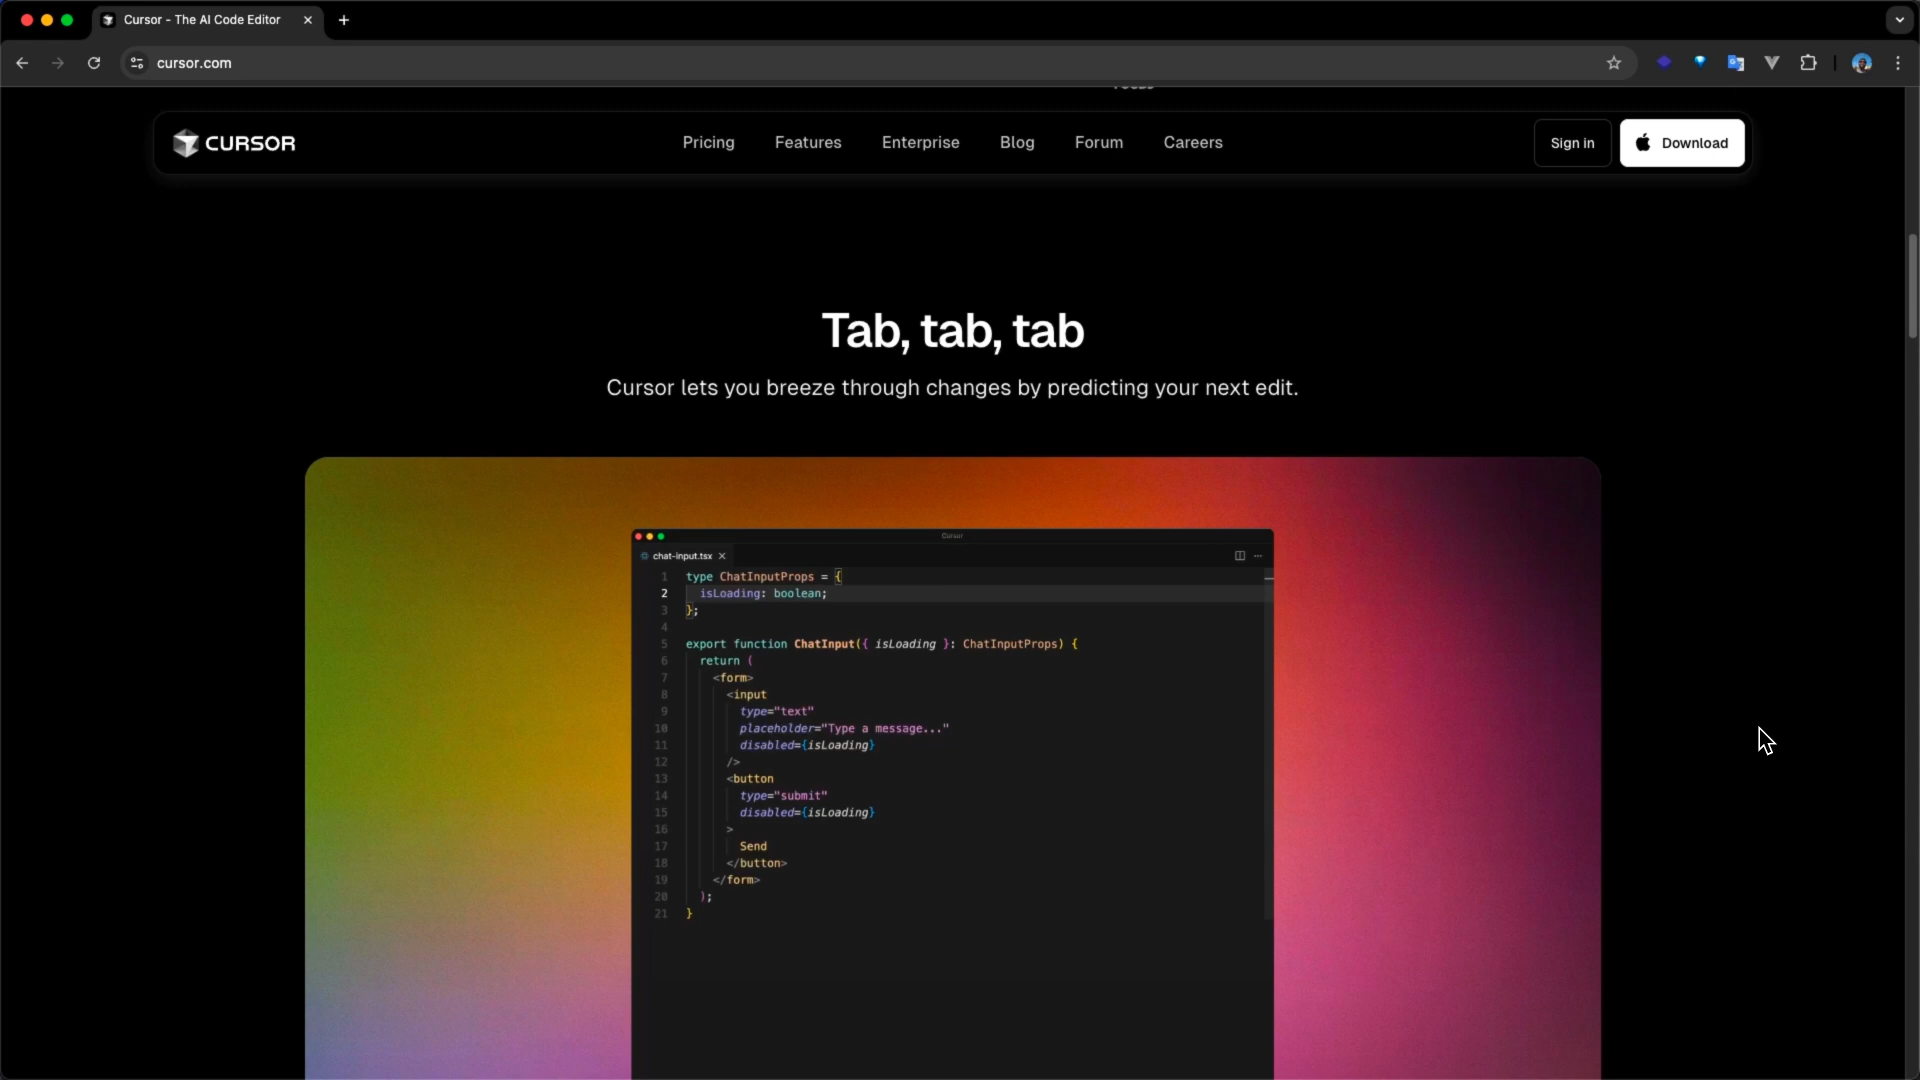 Cursor - The AI Code Editor
cursor.com
CURSOR
Pricing
Features
Enterprise
Blog
Forum
Careers
Sign in
Download
Tab, tab, tab
Cursor lets you breeze through changes by predicting your next edit.
Cursor
chat-input.tsx
1 type ChatInputProps = {
2 isLoading: boolean;
3 };
4
5 export function ChatInput({ isLoading }: ChatInputProps) {
6 return (
7 <form>
8 <input
9 type="text"
10 placeholder="Type a message..."
11 disabled={isLoading}
12 />
13 <button
14 type="submit"
15 disabled={isLoading}
16 >
17 Send
18 </button>
19 </form>
20 );
21 }